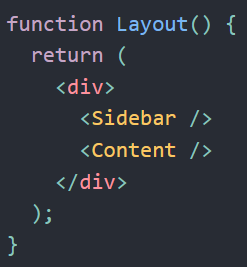 function Layout() {
  return (
    <div>
      <Sidebar />
      <Content />
    </div>
  );
}